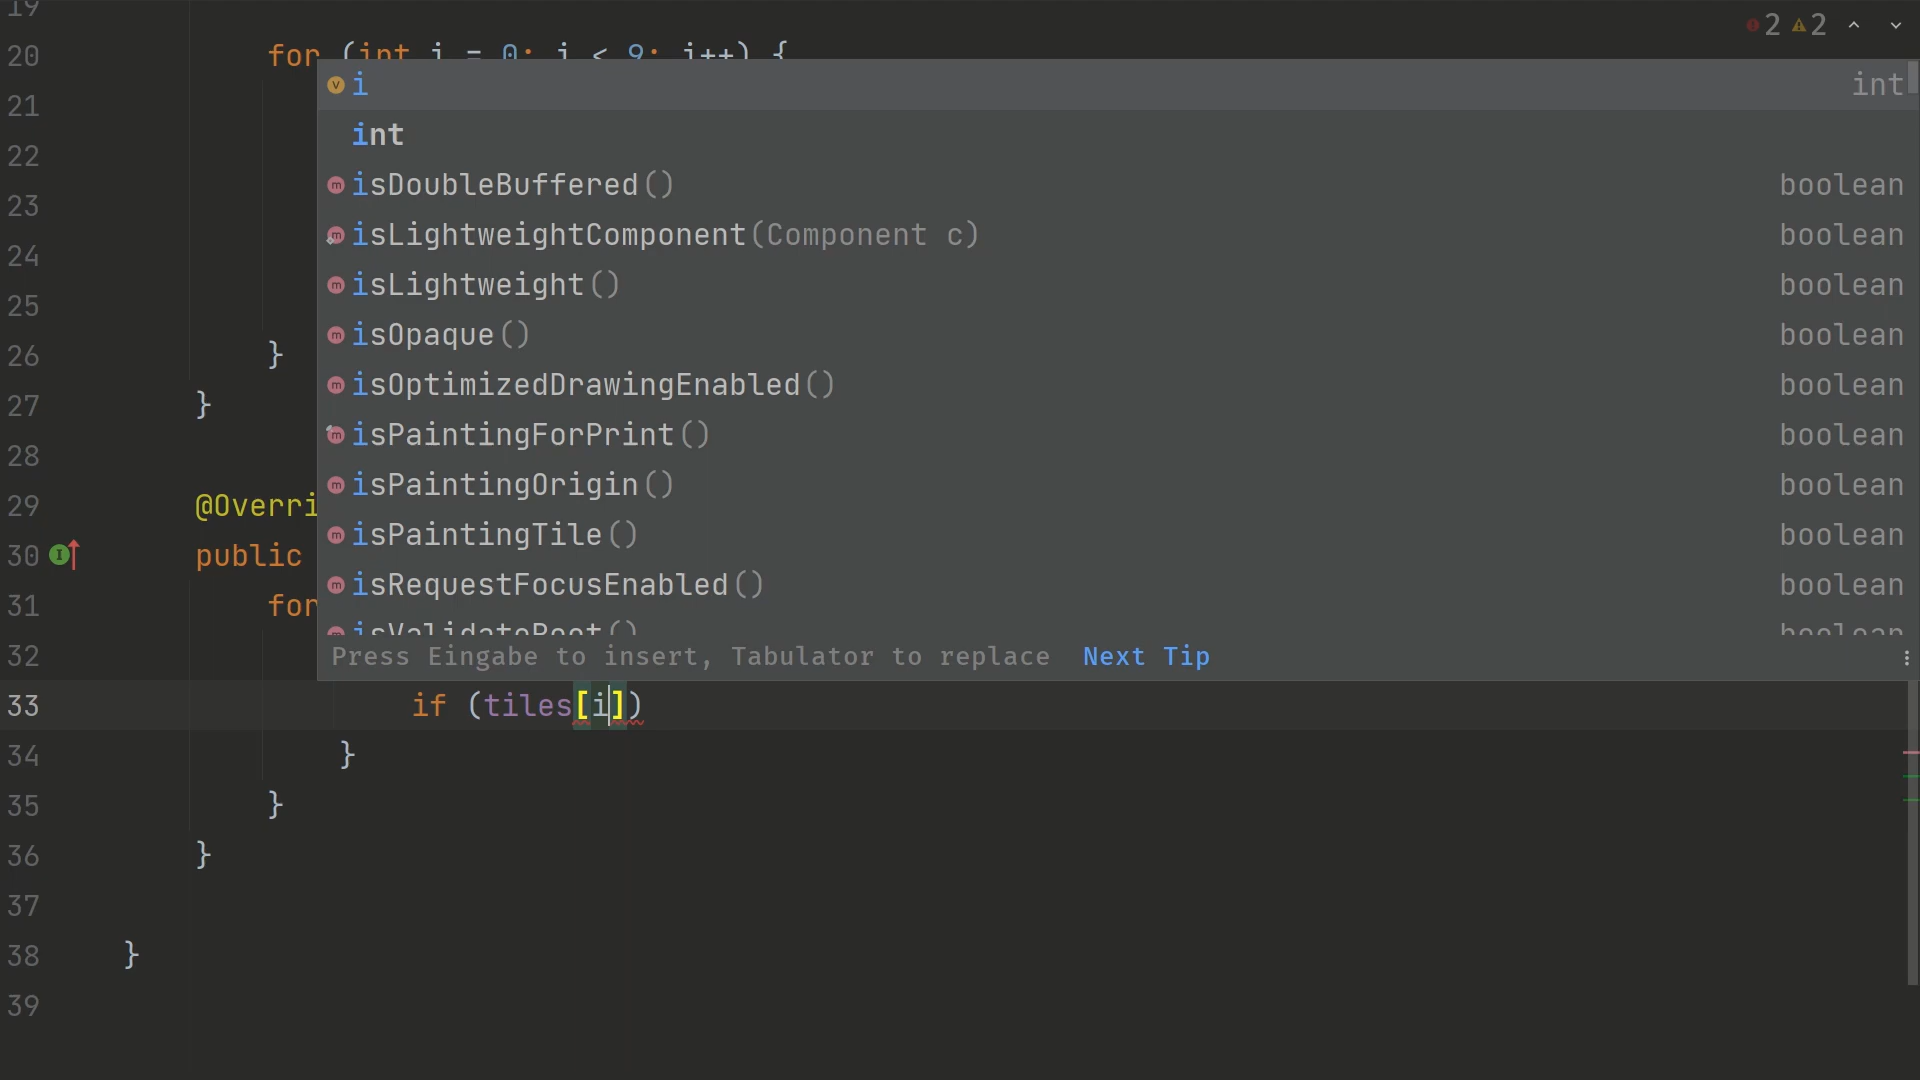 19
2 2
20 for (int i = 0; i < 9; i++) {
i int
21
int
22
isDoubleBuffered() boolean
23
isLightweightComponent(Component c) boolean
24
isLightweight() boolean
25
isOpaque() boolean
26 }
isOptimizedDrawingEnabled() boolean
27 }
isPaintingForPrint() boolean
28
isPaintingOrigin() boolean
29 @Overri
isPaintingTile() boolean
30 public
isRequestFocusEnabled() boolean
31 for
isValidateRoot() boolean
32
Press Eingabe to insert, Tabulator to replace Next Tip
33 if (tiles[i])
34 }
35 }
36 }
37
38 }
39